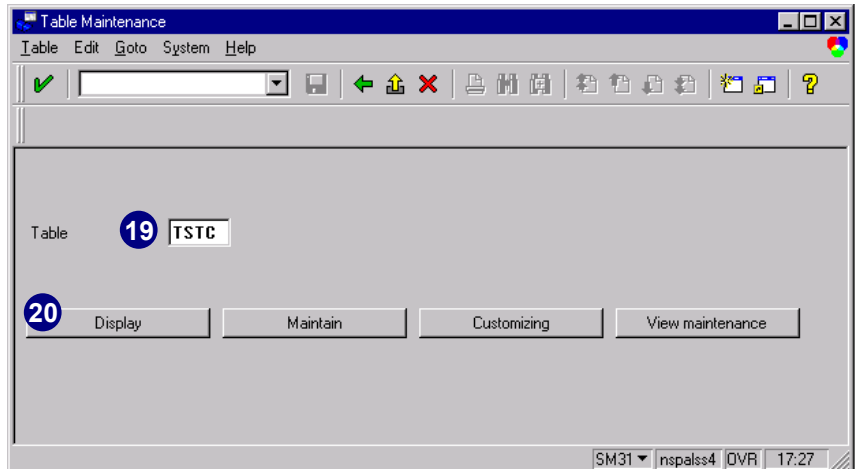 Table Maintenance
Table Edit Goto System Help
Table 19 TSTC
20 Display Maintain Customizing View maintenance
SM31 nspalss4 OVR 17:27